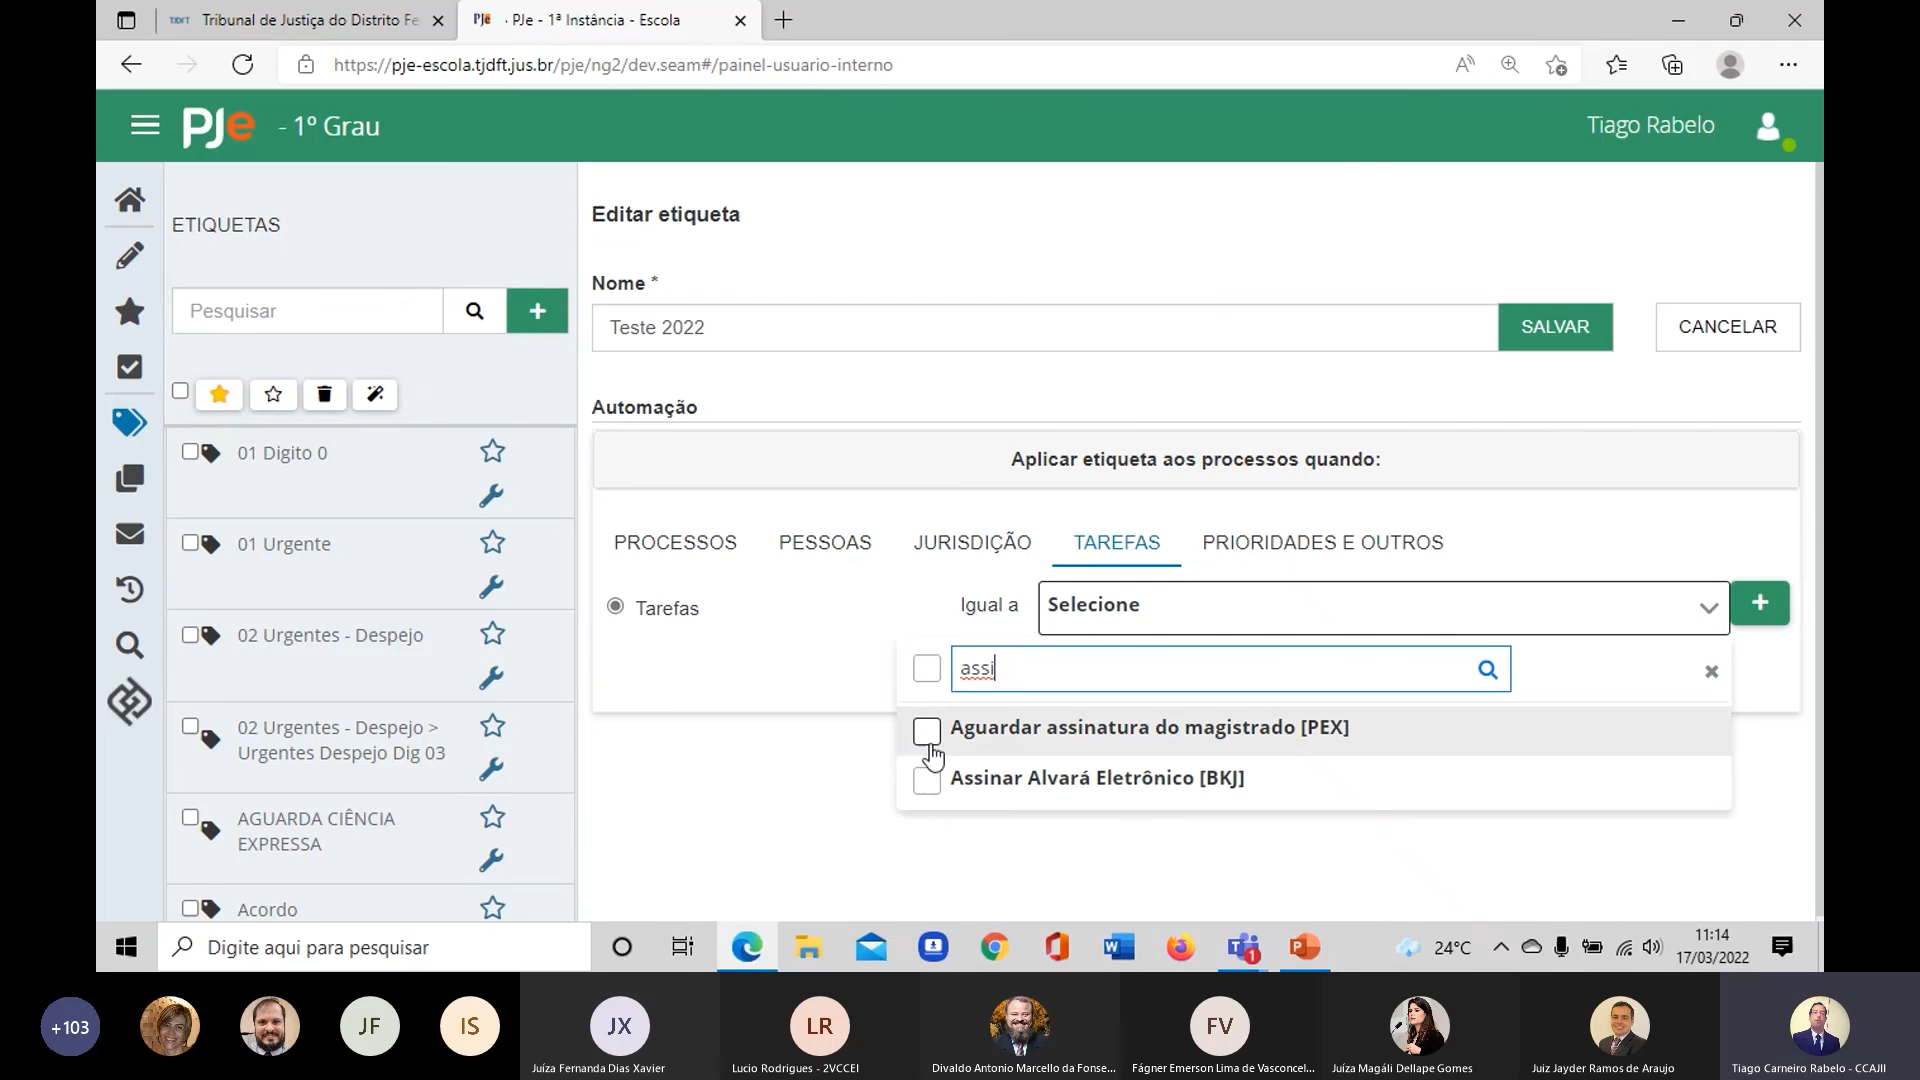 Tribunal de Justiça do Distrito Fe
PJe - 1ª Instância - Escola
https://pje-escola.tjdft.jus.br/pje/ng2/dev.seam#/painel-usuario-interno
PJe - 1º Grau
Tiago Rabelo
ETIQUETAS
Pesquisar
01 Digito 0
01 Urgente
02 Urgentes - Despejo
02 Urgentes - Despejo >
Urgentes Despejo Dig 03
AGUARDA CIÊNCIA
EXPRESSA
Acordo
Editar etiqueta
Nome *
Teste 2022
SALVAR
CANCELAR
Automação
Aplicar etiqueta aos processos quando:
PROCESSOS
PESSOAS
JURISDIÇÃO
TAREFAS
PRIORIDADES E OUTROS
Tarefas
Igual a
Selecione
assi
Aguardar assinatura do magistrado [PEX]
Assinar Alvará Eletrônico [BKJ]
Digite aqui para pesquisar
1
24°C
11:14
17/03/2022
+103
JF
IS
JX
LR
FV
Juíza Fernanda Dias Xavier
Lucio Rodrigues - 2VCCEI
Divaldo Antonio Marcello da Fonse...
Fágner Emerson Lima de Vasconcel...
Juíza Magáli Dellape Gomes
Juiz Jayder Ramos de Araujo
Tiago Carneiro Rabelo - CCAJII